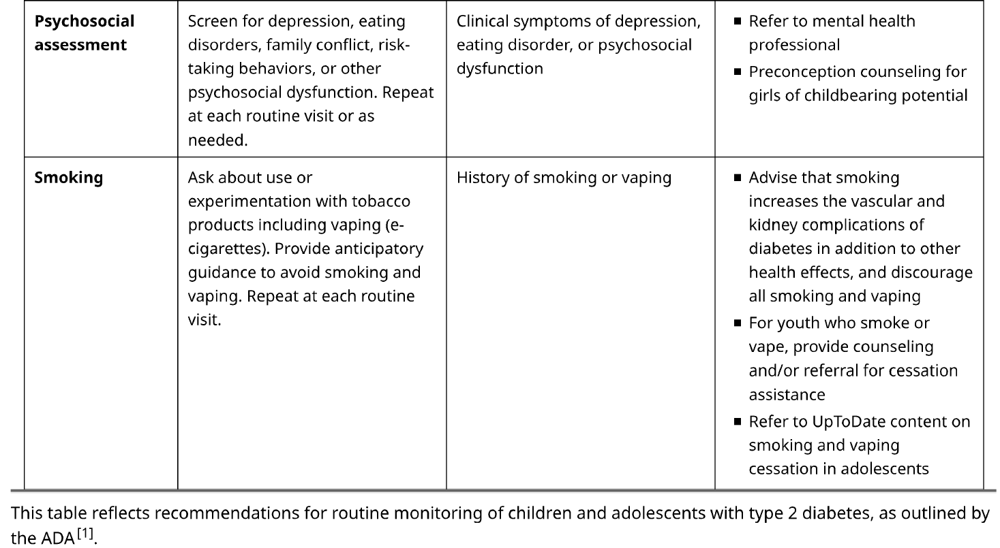 Psychosocial
assessment
Screen for depression, eating
disorders, family conflict, risk-
taking behaviors, or other
psychosocial dysfunction. Repeat
at each routine visit or as
needed.
Clinical symptoms of depression,
eating disorder, or psychosocial
dysfunction
■ Refer to mental health
professional
■ Preconception counseling for
girls of childbearing potential
Smoking
Ask about use or
experimentation with tobacco
products including vaping (e-
cigarettes). Provide anticipatory
guidance to avoid smoking and
vaping. Repeat at each routine
visit.
History of smoking or vaping
■ Advise that smoking
increases the vascular and
kidney complications of
diabetes in addition to other
health effects, and discourage
all smoking and vaping
■ For youth who smoke or
vape, provide counseling
and/or referral for cessation
assistance
■ Refer to UpToDate content on
smoking and vaping
cessation in adolescents
This table reflects recommendations for routine monitoring of children and adolescents with type 2 diabetes, as outlined by
the ADA[1].